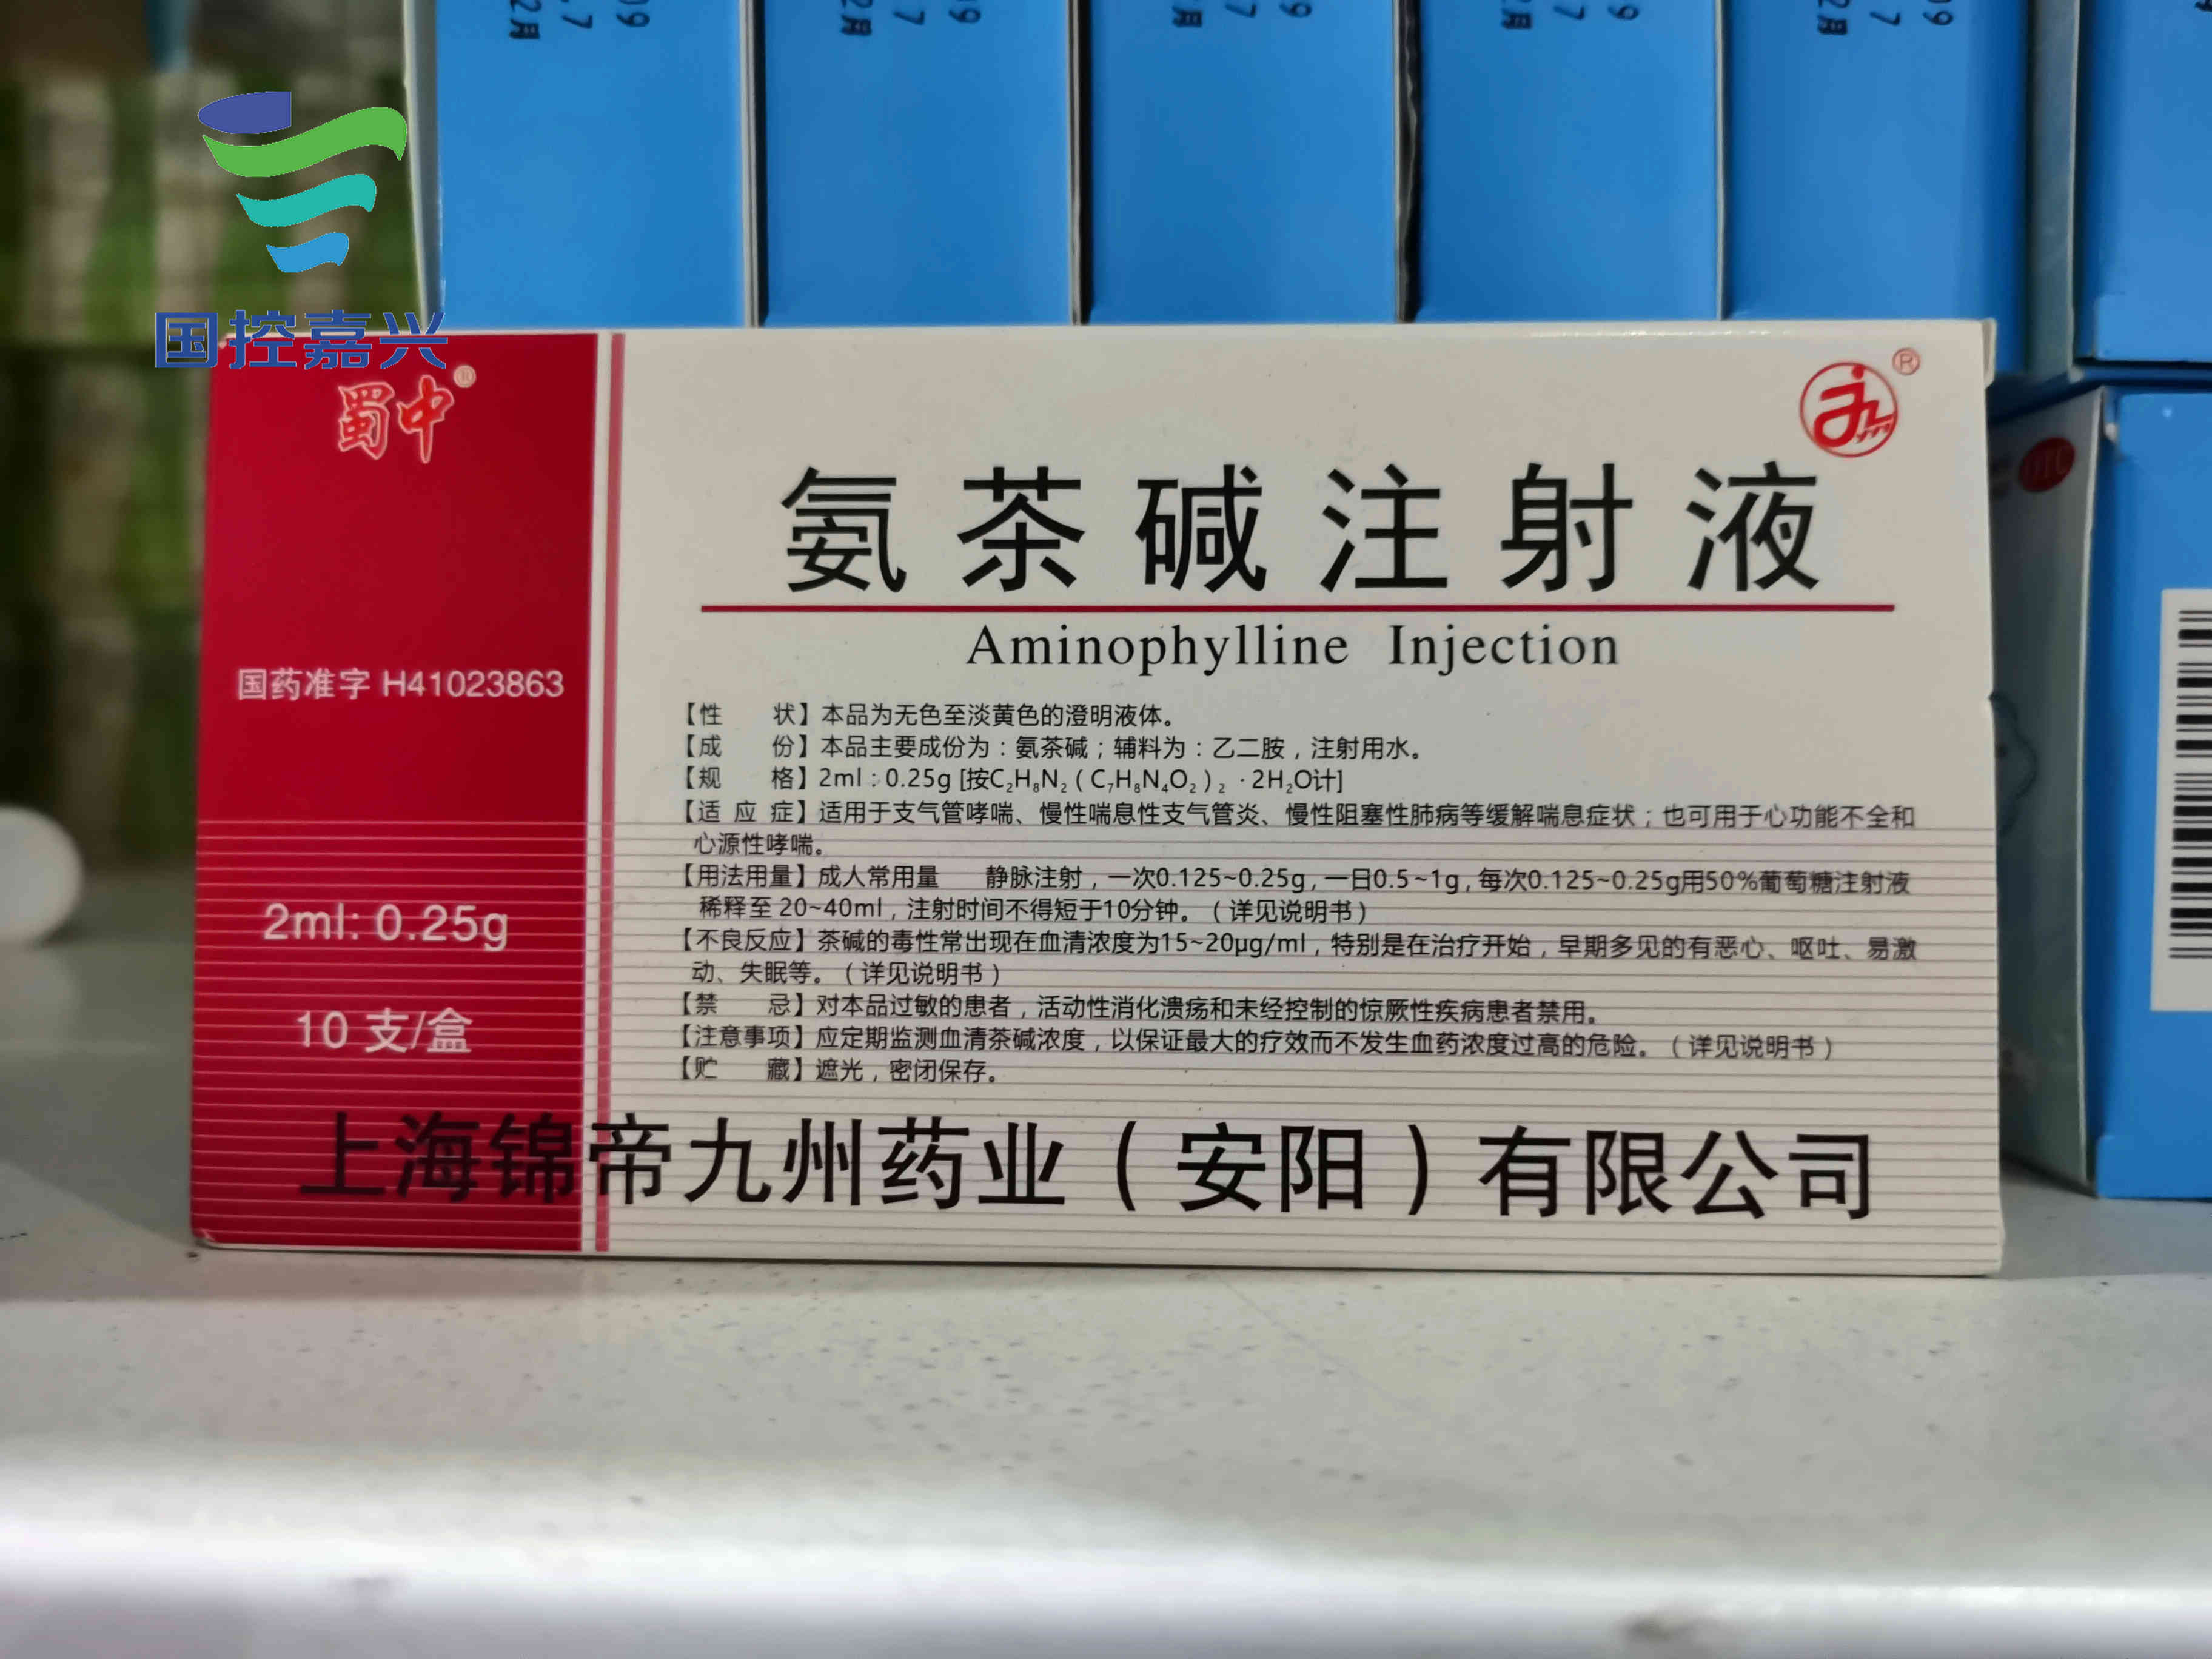 国控嘉兴
蜀中®
®
氨茶碱注射液
Aminophylline Injection
国药准字 H41023863
【性 状】本品为无色至淡黄色的澄明液体。
【成 份】本品主要成份为：氨茶碱；辅料为：乙二胺，注射用水。
【规 格】2ml：0.25g [按C₂H₈N₂（C₇H₈N₄O₂）₂·2H₂O计]
【适 应 症】适用于支气管哮喘、慢性喘息性支气管炎、慢性阻塞性肺病等缓解喘息症状；也可用于心功能不全和
心源性哮喘。
【用法用量】成人常用量 静脉注射，一次0.125~0.25g，一日0.5~1g，每次0.125~0.25g用50%葡萄糖注射液
稀释至20~40ml，注射时间不得短于10分钟。（详见说明书）
【不良反应】茶碱的毒性常出现在血清浓度为15~20μg/ml，特别是在治疗开始，早期多见的有恶心、呕吐、易激
动、失眠等。（详见说明书）
【禁 忌】对本品过敏的患者，活动性消化溃疡和未经控制的惊厥性疾病患者禁用。
【注意事项】应定期监测血清茶碱浓度，以保证最大的疗效而不发生血药浓度过高的危险。（详见说明书）
【贮 藏】遮光，密闭保存。
2ml: 0.25g
10 支/盒
上海锦帝九州药业（安阳）有限公司
OTC